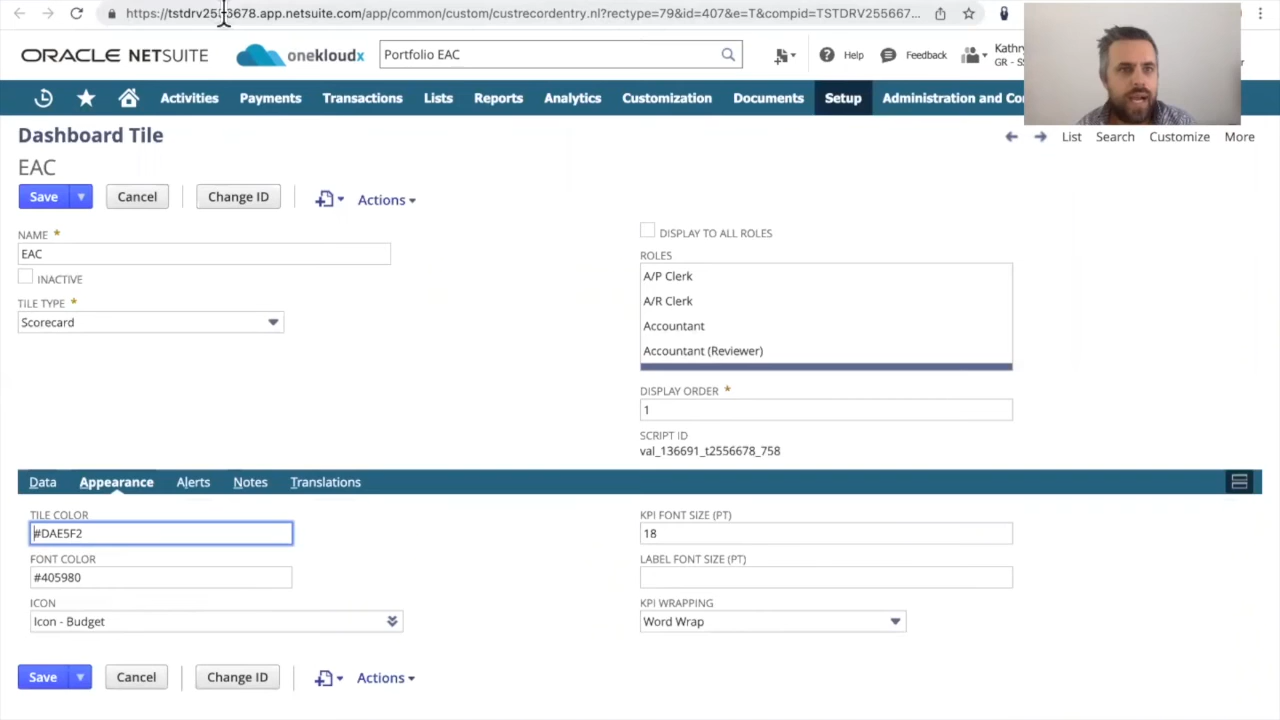 https://tstdrv2556678.app.netsuite.com/app/common/custom/custrecordentry.nl?rectype=79&id=407&e=T&compid=TSTDRV255667...
ORACLE NETSUITE
onekloudx
Portfolio EAC
Help
Feedback
Kathry
GR - SS
Activities
Payments
Transactions
Lists
Reports
Analytics
Customization
Documents
Setup
Administration and Co
Dashboard Tile
List
Search
Customize
More
EAC
Save
Cancel
Change ID
Actions
NAME *
EAC
INACTIVE
TILE TYPE *
Scorecard
DISPLAY TO ALL ROLES
ROLES
A/P Clerk
A/R Clerk
Accountant
Accountant (Reviewer)
DISPLAY ORDER *
1
SCRIPT ID
val_136691_t2556678_758
Data
Appearance
Alerts
Notes
Translations
TILE COLOR
#DAE5F2
FONT COLOR
#405980
ICON
Icon - Budget
KPI FONT SIZE (PT)
18
LABEL FONT SIZE (PT)
KPI WRAPPING
Word Wrap
Save
Cancel
Change ID
Actions